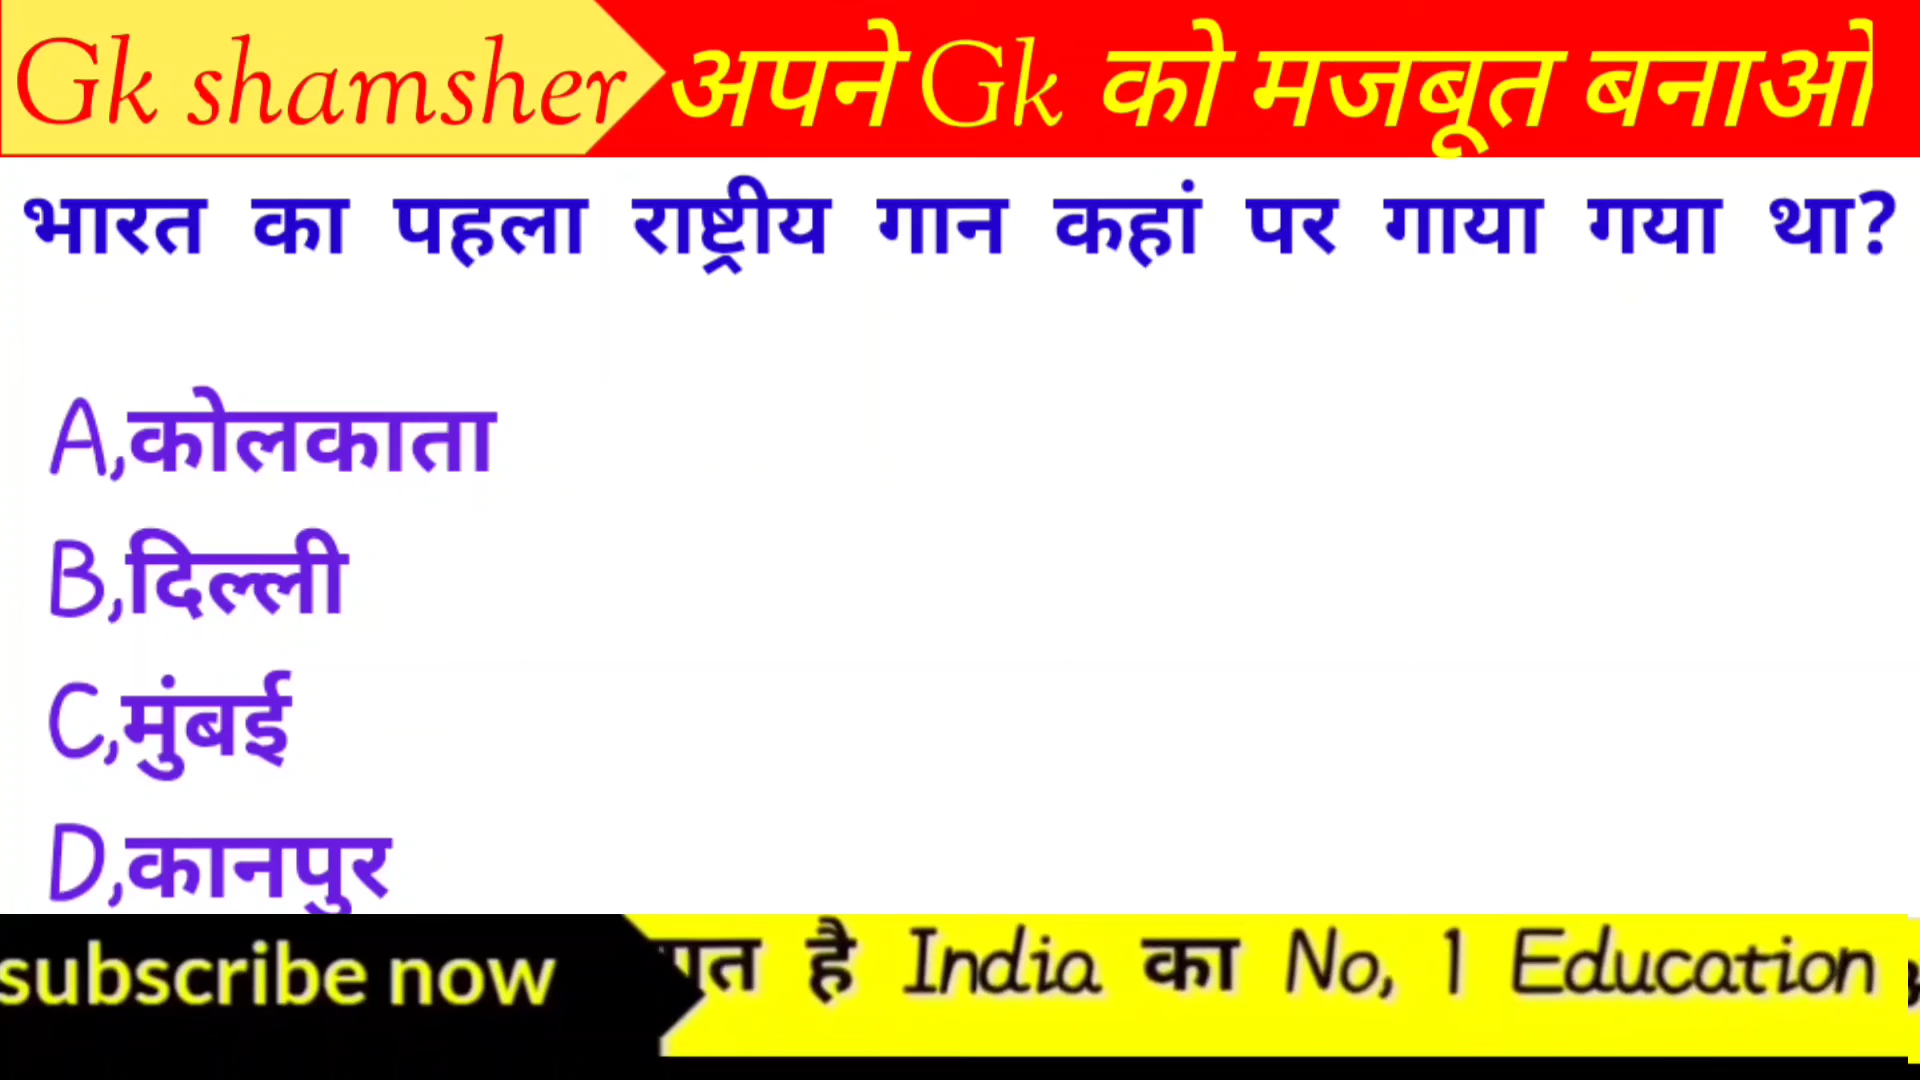 Gk shamsher अपने Gk को मजबूत बनाओ
भारत का पहला राष्ट्रीय गान कहां पर गाया गया था?
A,कोलकाता
B,दिल्ली
C,मुंबई
D,कानपुर
subscribe now है India का No, 1 Education